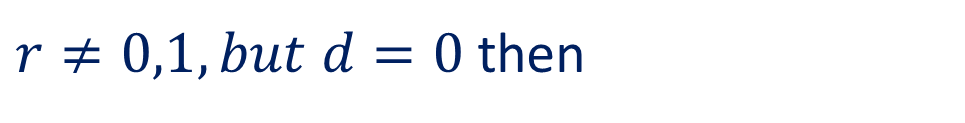 r ≠ 0,1, but d = 0 then